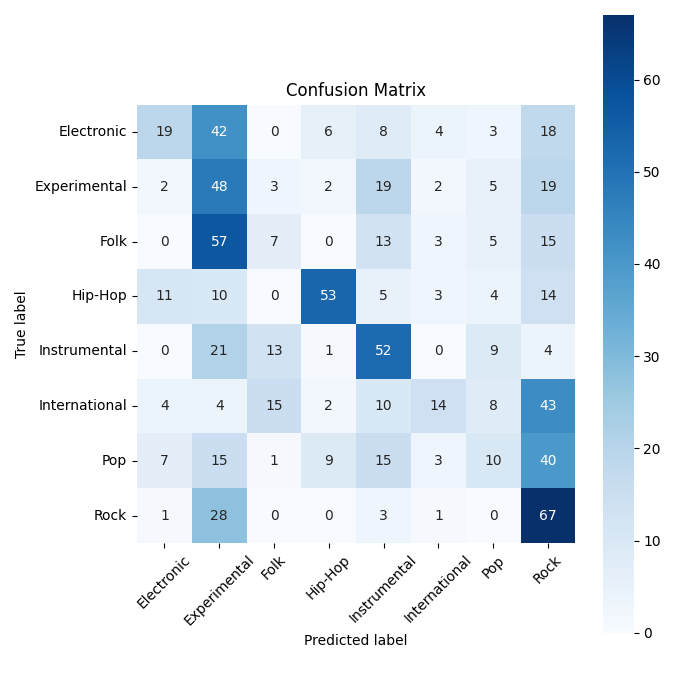 Confusion Matrix
Electronic 19 42 0 6 8 4 3 18
Experimental 2 48 3 2 19 2 5 19
Folk 0 57 7 0 13 3 5 15
Hip-Hop 11 10 0 53 5 3 4 14
Instrumental 0 21 13 1 52 0 9 4
International 4 4 15 2 10 14 8 43
Pop 7 15 1 9 15 3 10 40
Rock 1 28 0 0 3 1 0 67
True label
Electronic Experimental Folk Hip-Hop Instrumental International Pop Rock
Predicted label
60
50
40
30
20
10
0